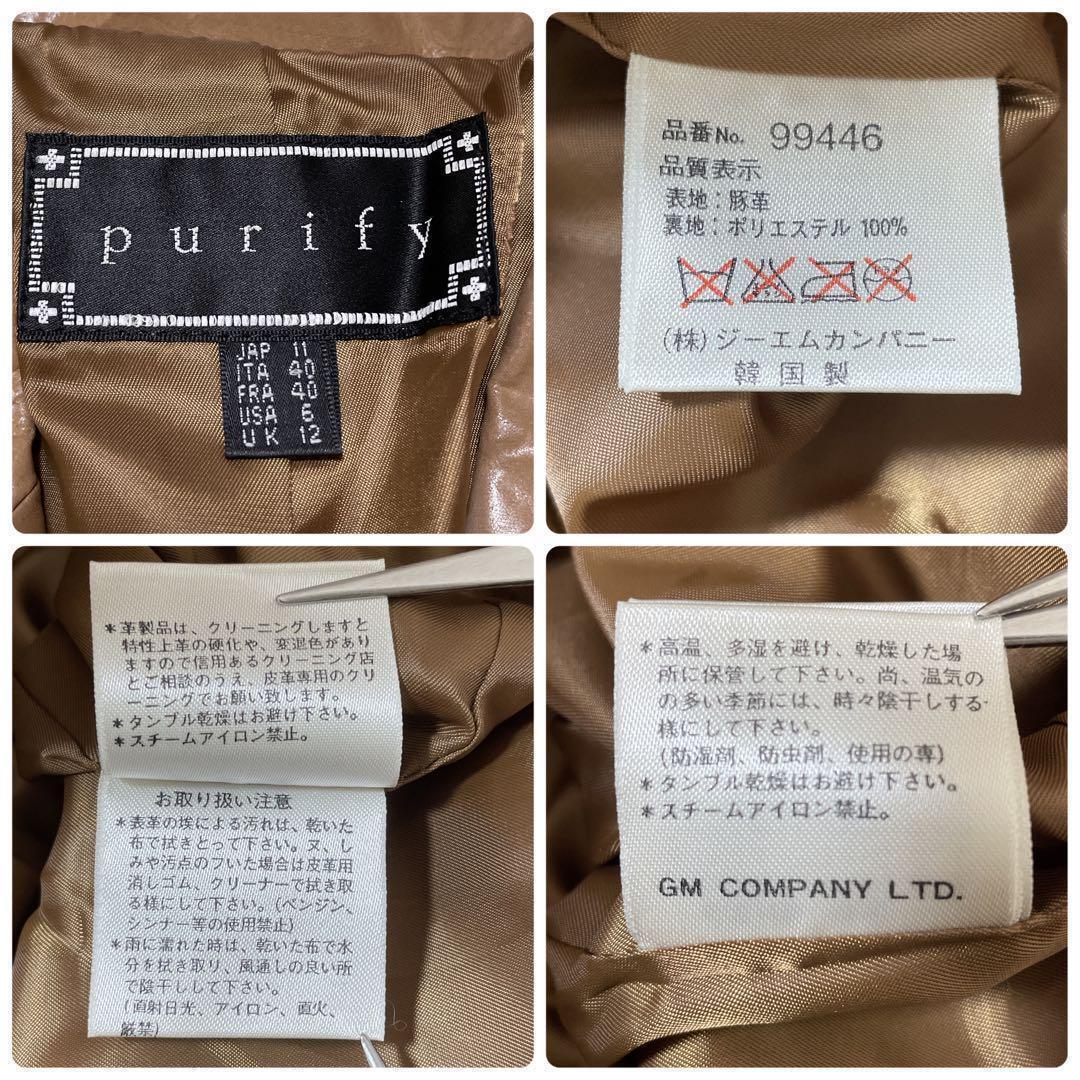 purify
JAP 11
ITA 40
FRA 40
USA 6
UK 12
品番No. 99446
品質表示
表地：豚革
裏地：ポリエステル 100%
(株)ジーエムカンパニー
韓国製
*革製品は、クリーニングしますと
特性上革の硬化や、変退色があり
ますので信用あるクリーニング店
とご相談のうえ、皮革専用のクリ
ーニングでお願い致します。
*タンブル乾燥はお避け下さい。
*スチームアイロン禁止。
お取り扱い注意
*表革の埃による汚れは、乾いた
布で拭きとって下さい。又、し
みや汚点のフいた場合は皮革用
消しゴム、クリーナーで拭き取
る様にして下さい。(ベンジン、
シンナー等の使用禁止)
*雨に濡れた時は、乾いた布で水
分を拭き取り、風通しの良い所
で陰干しして下さい。
(直射日光、アイロン、直火、
厳禁)
*高温、多湿を避け、乾燥した場
所に保管して下さい。尚、湿気の
の多い季節には、時々陰干しする
様にして下さい。
(防湿剤、防虫剤、使用の専)
*タンブル乾燥はお避け下さい。
*スチームアイロン禁止。
GM COMPANY LTD.